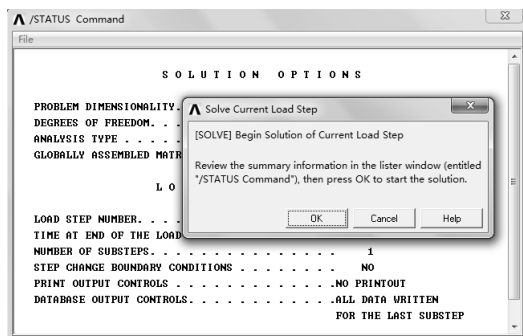 /STATUS Command
File
S O L U T I O N   O P T I O N S
PROBLEM DIMENSIONALITY.
DEGREES OF FREEDOM. . .
ANALYSIS TYPE . . . . .
GLOBALLY ASSEMBLED MATR
L O
LOAD STEP NUMBER. . . .
TIME AT END OF THE LOAD
NUMBER OF SUBSTEPS. . . . . . . . . . . . . . . 1
STEP CHANGE BOUNDARY CONDITIONS . . . . . . . . NO
PRINT OUTPUT CONTROLS . . . . . . . . . . . . .NO PRINTOUT
DATABASE OUTPUT CONTROLS. . . . . . . . . . . .ALL DATA WRITTEN
FOR THE LAST SUBSTEP
Solve Current Load Step
[SOLVE] Begin Solution of Current Load Step
Review the summary information in the lister window (entitled
"/STATUS Command"), then press OK to start the solution.
OK
Cancel
Help